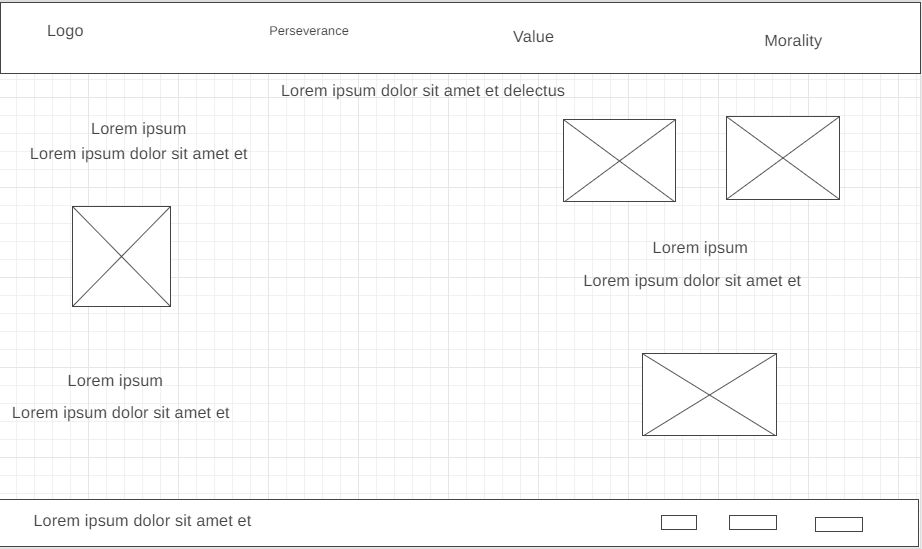 Logo
Perseverance
Value
Morality
Lorem ipsum dolor sit amet et delectus
Lorem ipsum
Lorem ipsum dolor sit amet et
Lorem ipsum
Lorem ipsum dolor sit amet et
Lorem ipsum
Lorem ipsum dolor sit amet et
Lorem ipsum dolor sit amet et